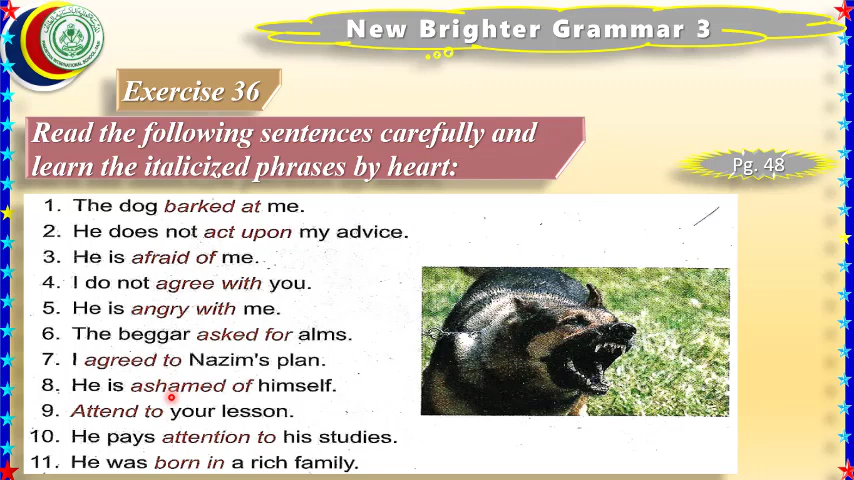 New Brighter Grammar 3
Exercise 36
Read the following sentences carefully and
learn the italicized phrases by heart:
Pg. 48
1. The dog barked at me.
2. He does not act upon my advice.
3. He is afraid of me.
4. I do not agree with you.
5. He is angry with me.
6. The beggar asked for alms.
7. I agreed to Nazim's plan.
8. He is ashamed of himself.
9. Attend to your lesson.
10. He pays attention to his studies.
11. He was born in a rich family.